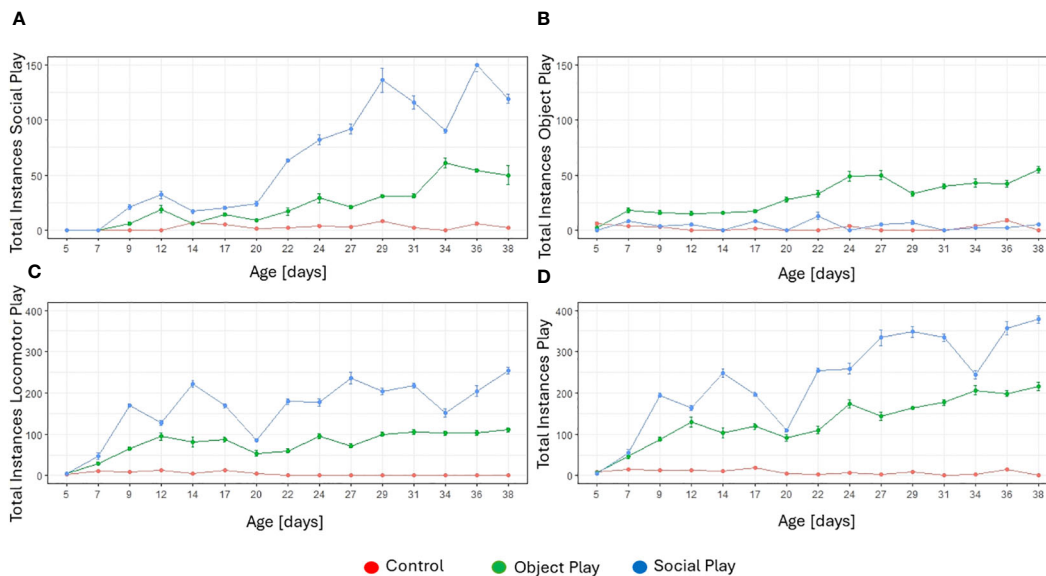 A
B
Total Instances Social Play
150
100
50
0
5 7 9 12 14 17 20 22 24 27 29 31 34 36 38
Age [days]
Total Instances Object Play
150
100
50
0
5 7 9 12 14 17 20 22 24 27 29 31 34 36 38
Age [days]
C
D
Total Instances Locomotor Play
400
300
200
100
0
5 7 9 12 14 17 20 22 24 27 29 31 34 36 38
Age [days]
Total Instances Play
400
300
200
100
0
5 7 9 12 14 17 20 22 24 27 29 31 34 36 38
Age [days]
Control Object Play Social Play